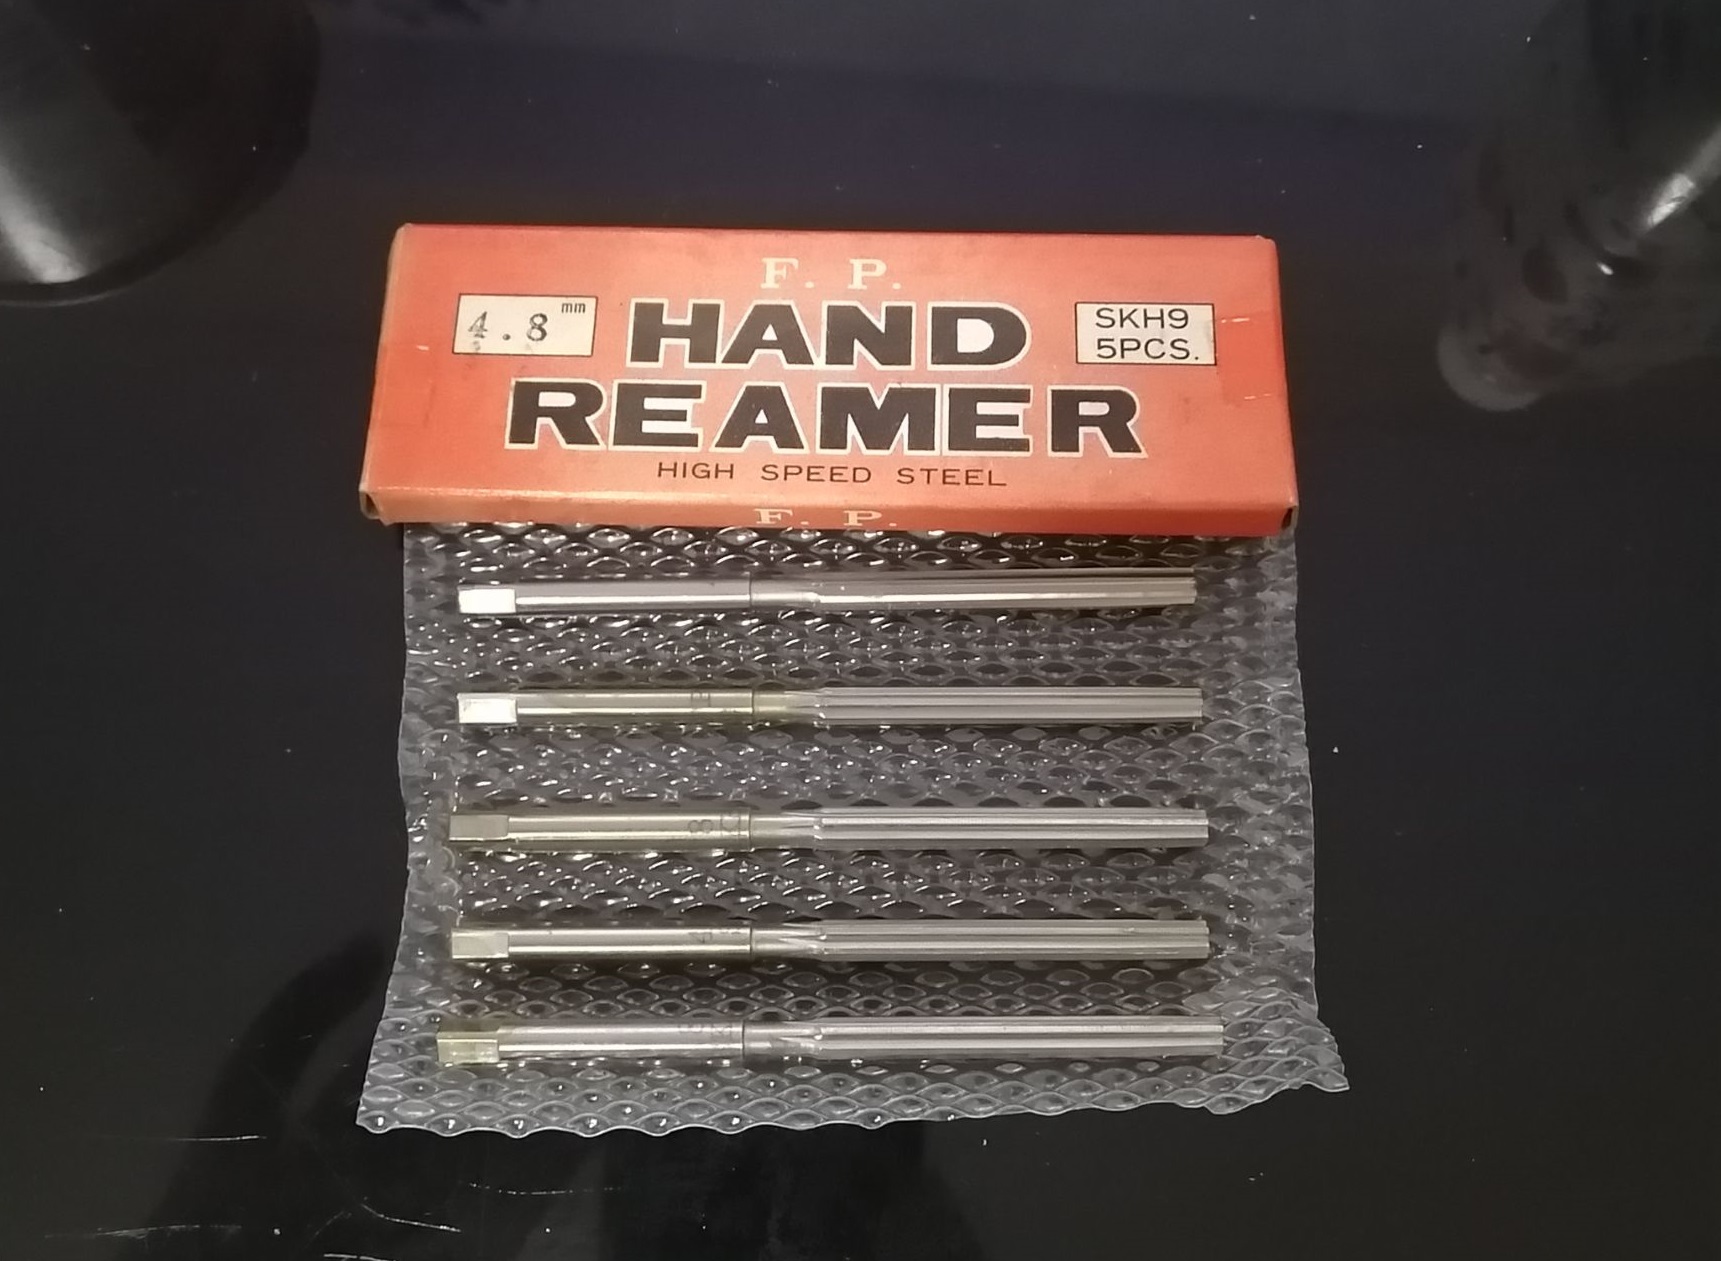 F. P.
4.8 mm
HAND
REAMER
SKH9
5PCS.
HIGH SPEED STEEL
F. P.